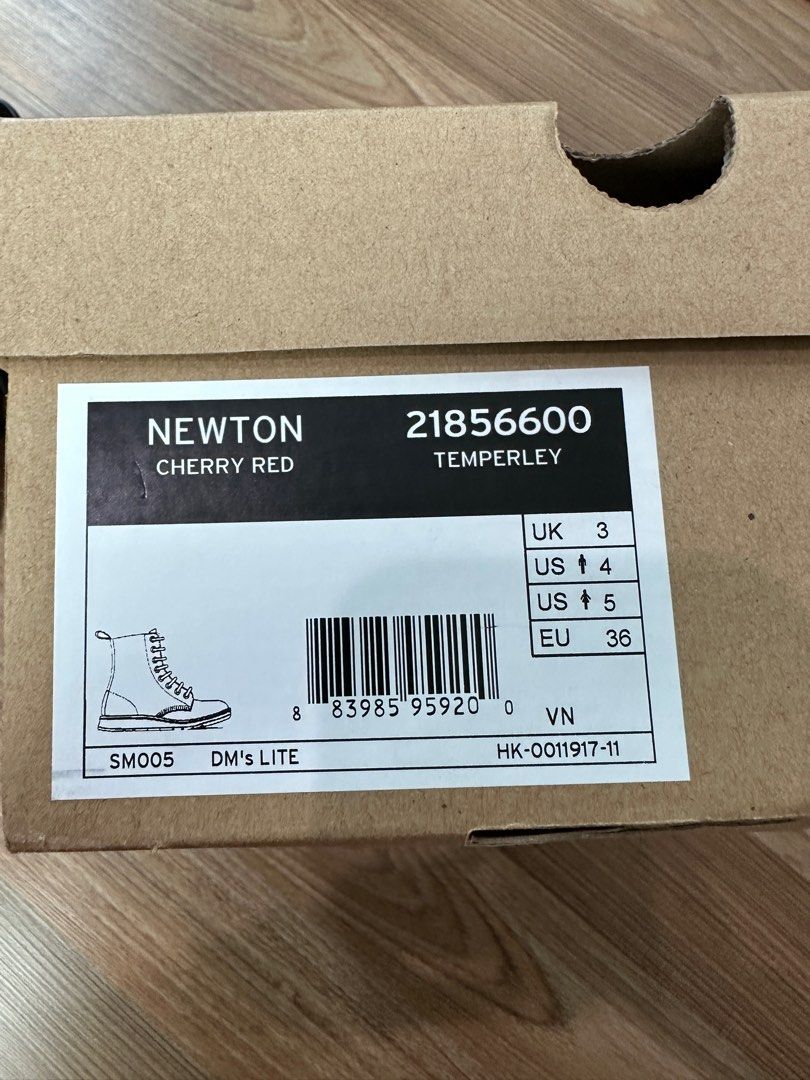 NEWTON 21856600
CHERRY RED TEMPERLEY
UK 3
US 4
US 5
EU 36
8 83985 95920 0
VN
SM005 DM's LITE HK-0011917-11